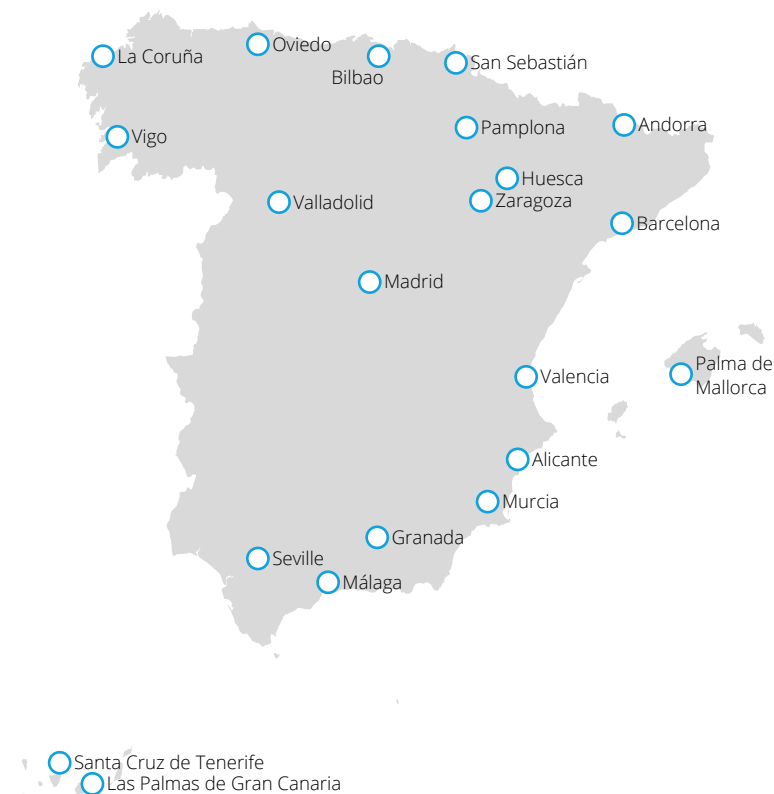 Oviedo
La Coruña
San Sebastián
Bilbao
Andorra
Pamplona
Vigo
Huesca
Zaragoza
Valladolid
Barcelona
Madrid
Palma de
Mallorca
Valencia
Alicante
Murcia
Granada
Seville
Málaga
Santa Cruz de Tenerife
Las Palmas de Gran Canaria